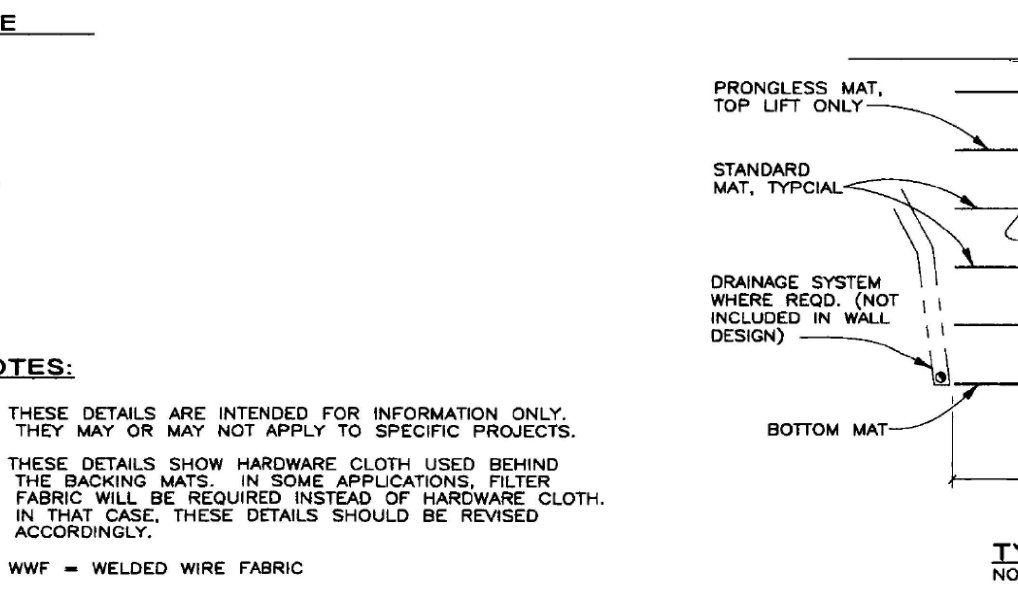 E
PRONGLESS MAT,
TOP LIFT ONLY
STANDARD
MAT, TYPCIAL
DRAINAGE SYSTEM
WHERE REQD. (NOT
INCLUDED IN WALL
DESIGN)
BOTTOM MAT
OTES:
THESE DETAILS ARE INTENDED FOR INFORMATION ONLY.
THEY MAY OR MAY NOT APPLY TO SPECIFIC PROJECTS.
THESE DETAILS SHOW HARDWARE CLOTH USED BEHIND
THE BACKING MATS. IN SOME APPLICATIONS, FILTER
FABRIC WILL BE REQUIRED INSTEAD OF HARDWARE CLOTH.
IN THAT CASE, THESE DETAILS SHOULD BE REVISED
ACCORDINGLY.
WWF = WELDED WIRE FABRIC
TY
NO